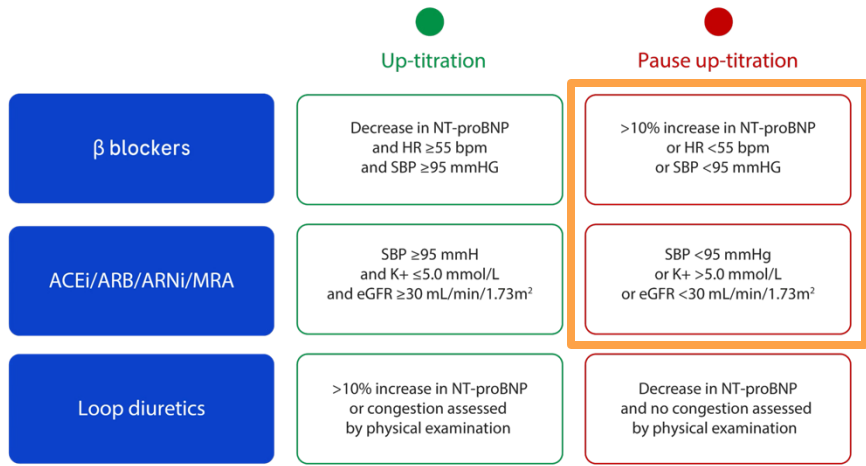 Up-titration
Pause up-titration
β blockers
Decrease in NT-proBNP
and HR ≥55 bpm
and SBP ≥95 mmHG
>10% increase in NT-proBNP
or HR <55 bpm
or SBP <95 mmHG
ACEi/ARB/ARNi/MRA
SBP ≥95 mmH
and K+ ≤5.0 mmol/L
and eGFR ≥30 mL/min/1.73m²
SBP <95 mmHg
or K+ >5.0 mmol/L
or eGFR <30 mL/min/1.73m²
Loop diuretics
>10% increase in NT-proBNP
or congestion assessed
by physical examination
Decrease in NT-proBNP
and no congestion assessed
by physical examination